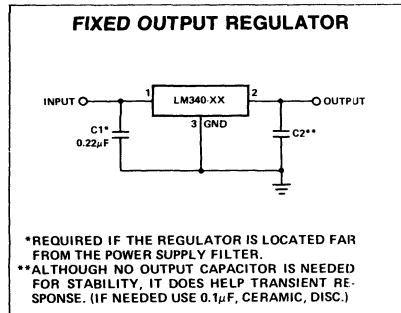 FIXED OUTPUT REGULATOR
INPUT
1
LM340-XX
2
OUTPUT
3 GND
C1*
0.22μF
C2**
*REQUIRED IF THE REGULATOR IS LOCATED FAR
FROM THE POWER SUPPLY FILTER.
**ALTHOUGH NO OUTPUT CAPACITOR IS NEEDED
FOR STABILITY, IT DOES HELP TRANSIENT RE-
SPONSE. (IF NEEDED USE 0.1μF, CERAMIC, DISC.)